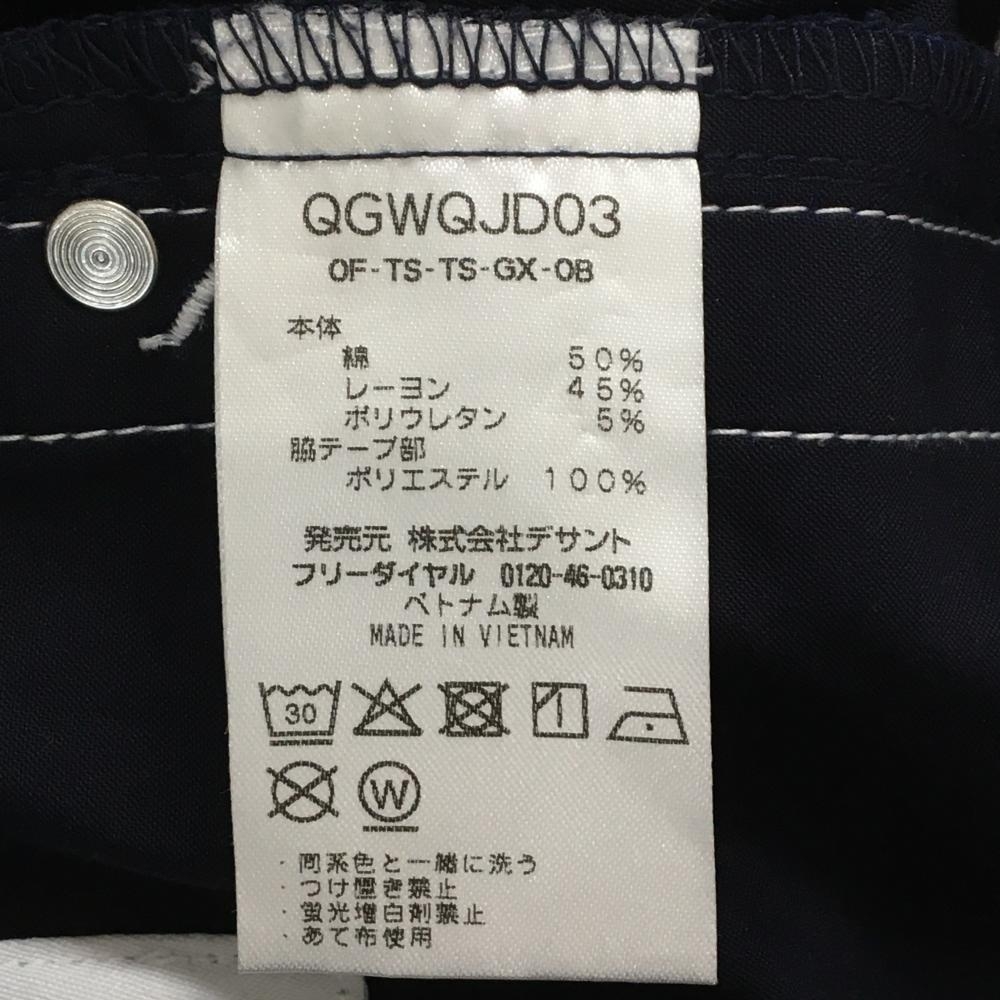 QGWQJD03
OF-TS-TS-GX-OB
本体
綿 50%
レーヨン 45%
ポリウレタン 5%
脇テープ部
ポリエステル 100%
発売元 株式会社デサント
フリーダイヤル 0120-46-0310
ベトナム製
MADE IN VIETNAM
30
W
・同系色と一緒に洗う
・つけ置き禁止
・蛍光増白剤禁止
・あて布使用